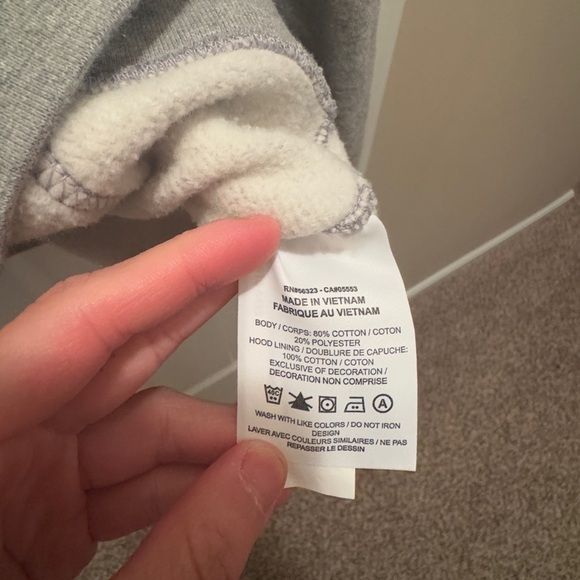 RN#56323 - CA#05553
MADE IN VIETNAM
FABRIQUE AU VIETNAM
BODY / CORPS: 80% COTTON / COTON
20% POLYESTER
HOOD LINING / DOUBLURE DE CAPUCHE:
100% COTTON / COTON
EXCLUSIVE OF DECORATION /
DECORATION NON COMPRISE
40C A
WASH WITH LIKE COLORS / DO NOT IRON
DESIGN
LAVER AVEC COULEURS SIMILAIRES / NE PAS
REPASSER LE DESSIN